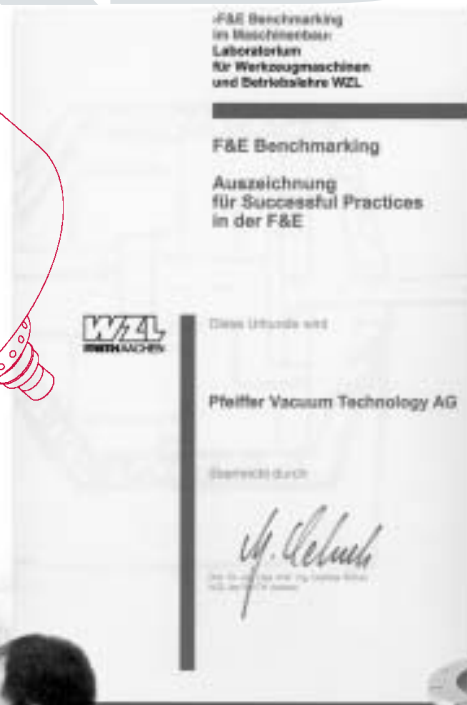 »F&E Benchmarking
im Maschinenbau«
Laboratorium
für Werkzeugmaschinen
und Betriebslehre WZL
F&E Benchmarking
Auszeichnung
für Successful Practices
in der F&E
WZL
RWTH AACHEN
Diese Urkunde wird
Pfeiffer Vacuum Technology AG
überreicht durch